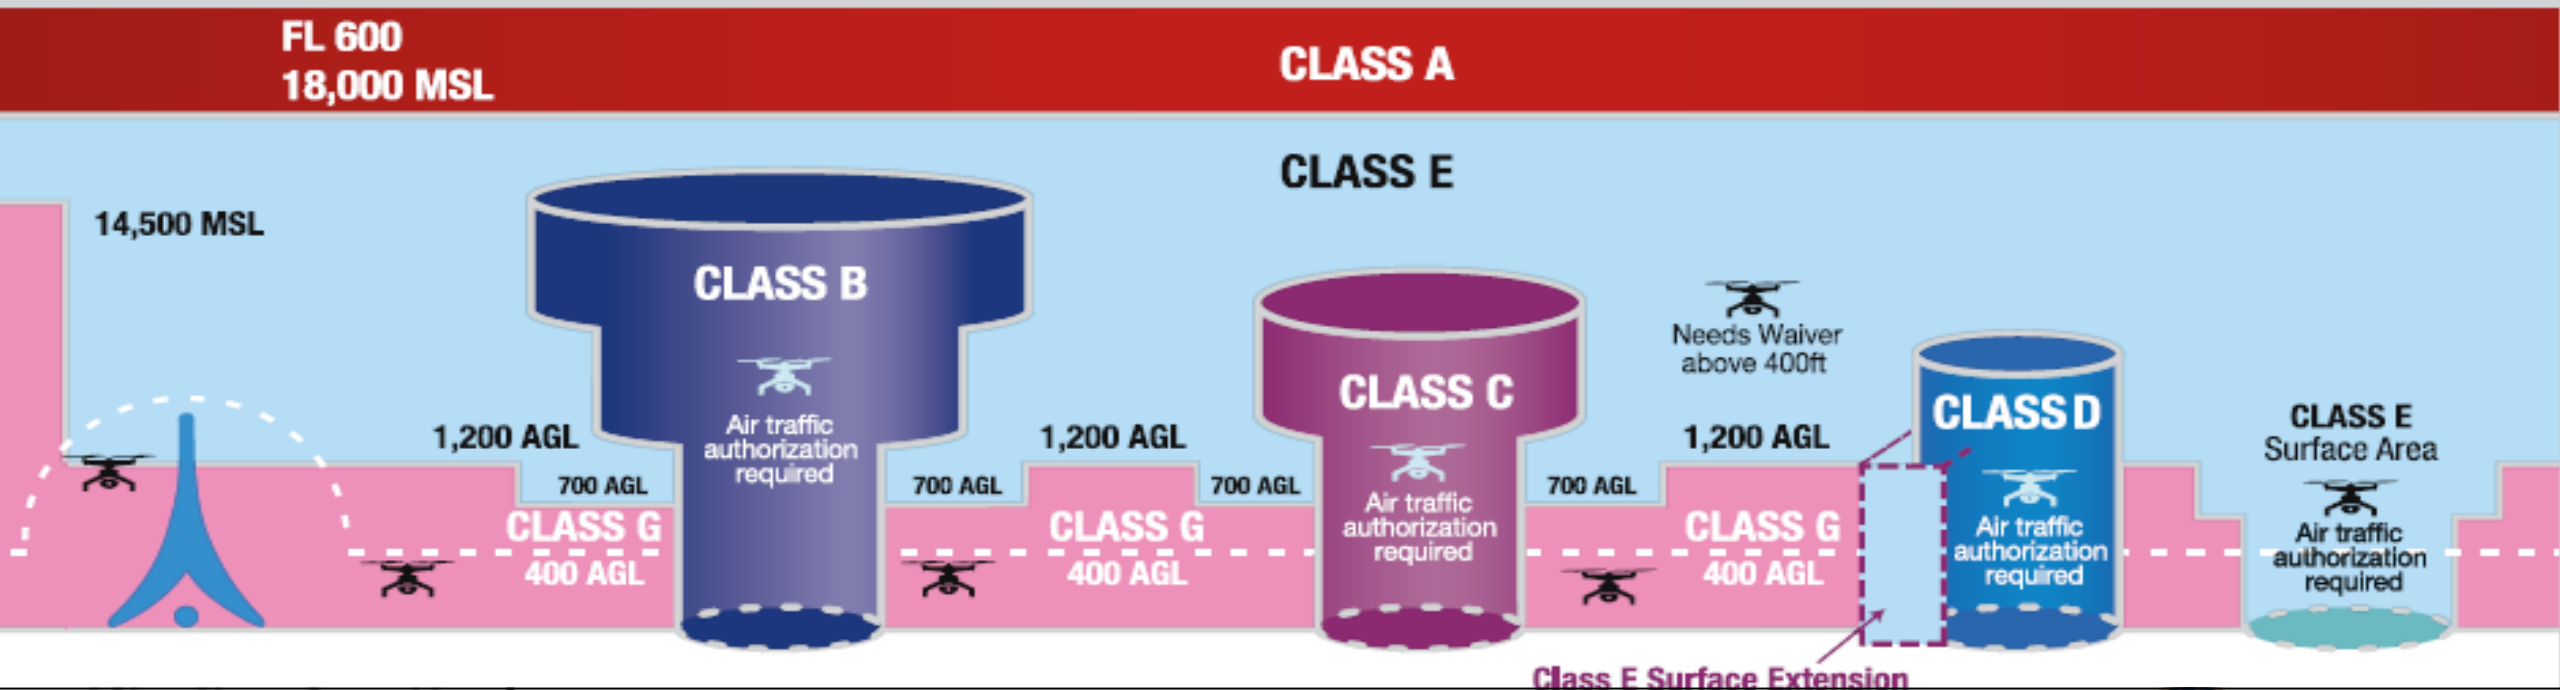 FL 600
18,000 MSL
CLASS A
CLASS E
14,500 MSL
CLASS B
Air traffic
authorization
required
1,200 AGL
700 AGL
CLASS G
400 AGL
700 AGL
1,200 AGL
CLASS G
400 AGL
700 AGL
CLASS C
Air traffic
authorization
required
700 AGL
Needs Waiver
above 400ft
1,200 AGL
CLASS G
400 AGL
CLASS D
Air traffic
authorization
required
CLASS E
Surface Area
Air traffic
authorization
required
Class E Surface Extension